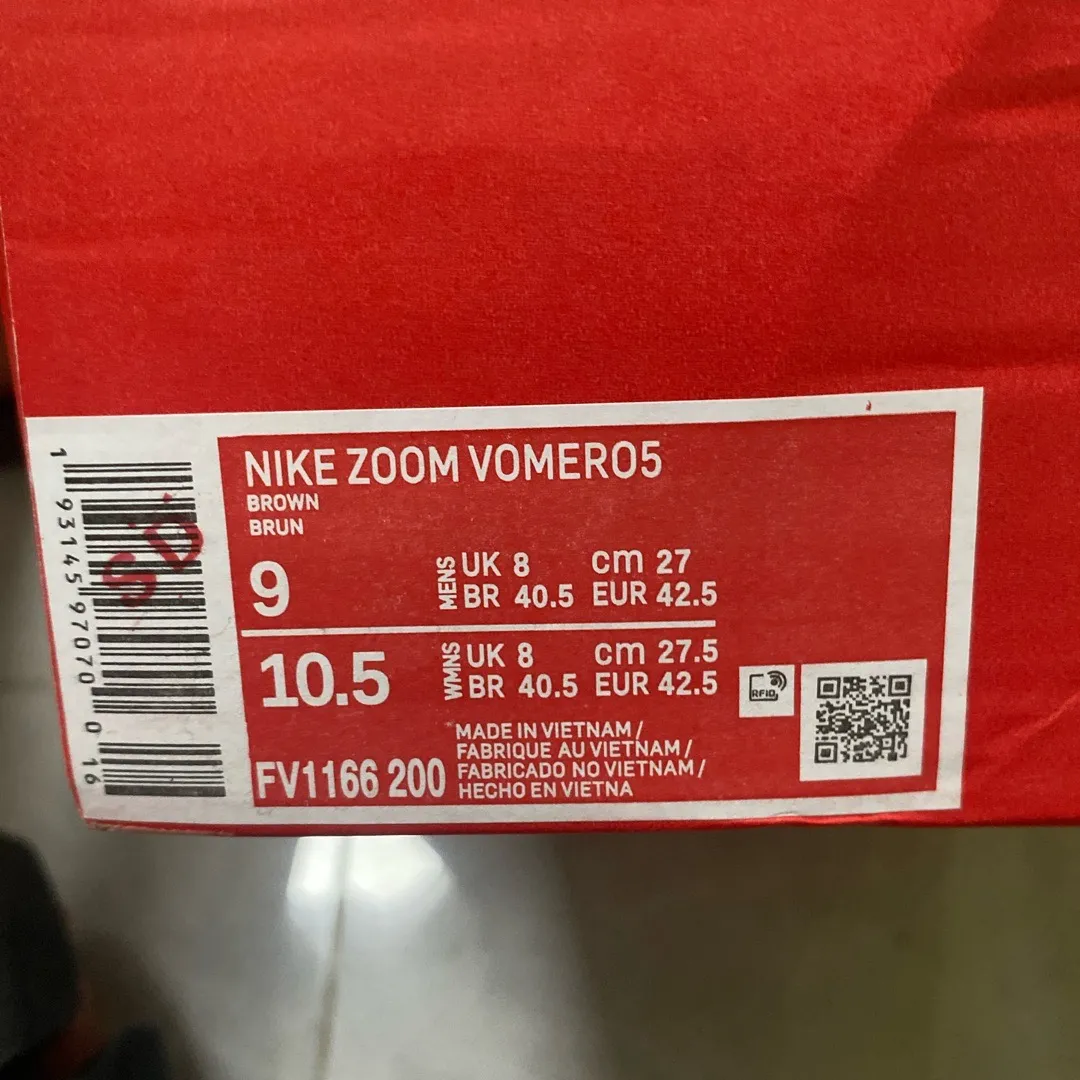 NIKE ZOOM VOMERO5
BROWN
BRUN
9 MENS UK 8 cm 27
BR 40.5 EUR 42.5
10.5 WMNS UK 8 cm 27.5
BR 40.5 EUR 42.5
RFID
MADE IN VIETNAM /
FABRIQUE AU VIETNAM /
FV1166 200 FABRICADO NO VIETNAM /
HECHO EN VIETNA
1 93145 97070 0 16
SD